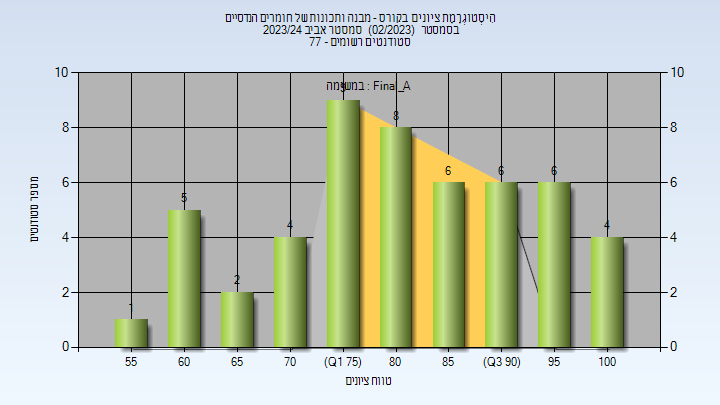 היסטוגרמת ציונים בקורס - מבנה ותכונות של חומרים הנדסיים
בסמסטר (02/2023) סמסטר אביב 2023/24
סטודנטים רשומים - 77
במשימה : Final_A
מספר סטודנטים
10 10
8 8
6 6
4 4
2 2
0 0
1 5 2 4 9 8 6 6 6 4
55 60 65 70 (Q1 75) 80 85 (Q3 90) 95 100
טווח ציונים